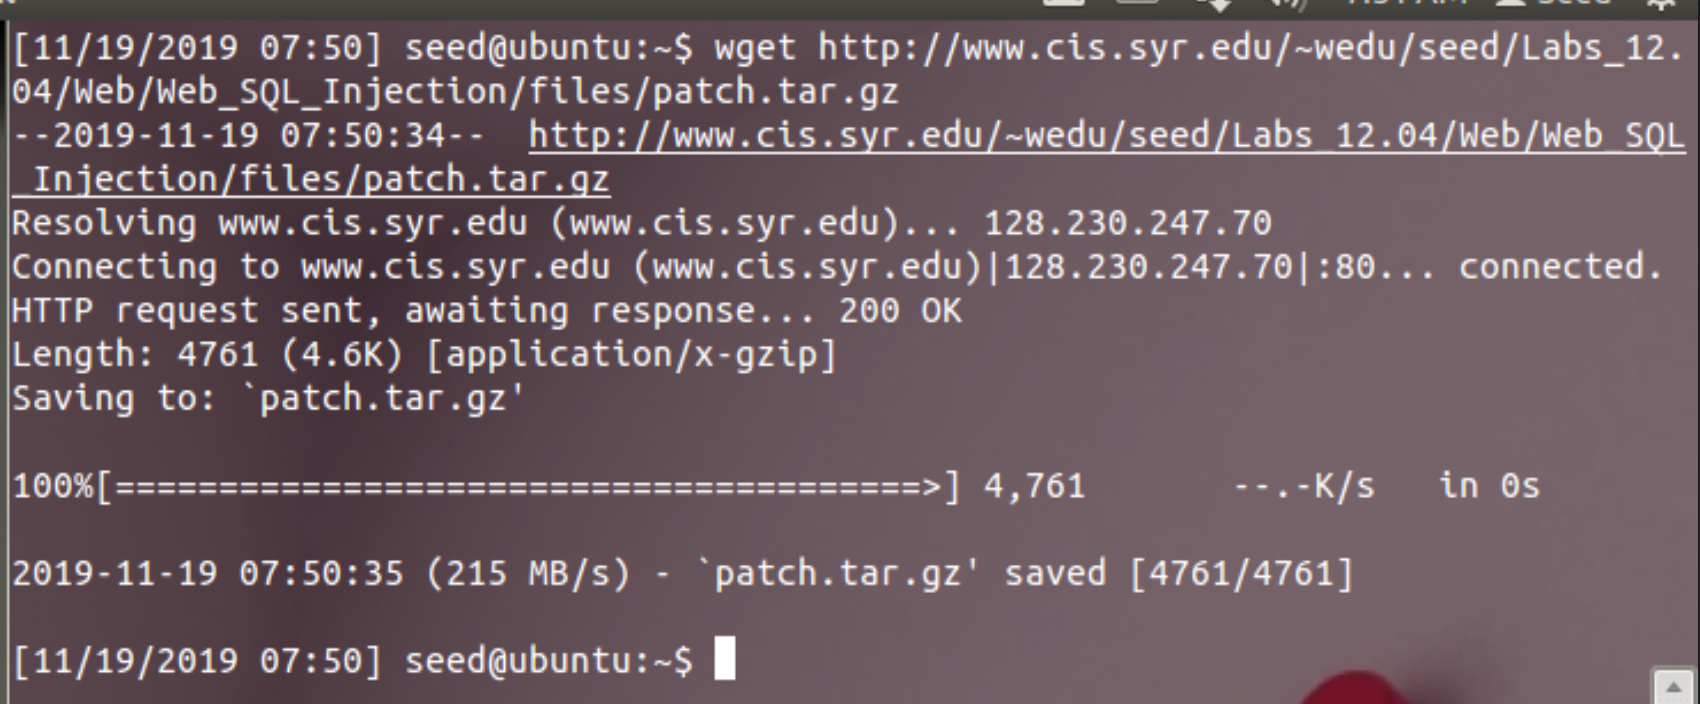 [11/19/2019 07:50] seed@ubuntu:~$ wget http://www.cis.syr.edu/~wedu/seed/Labs_12.
04/Web/Web_SQL_Injection/files/patch.tar.gz
--2019-11-19 07:50:34--  http://www.cis.syr.edu/~wedu/seed/Labs_12.04/Web/Web_SQL
_Injection/files/patch.tar.gz
Resolving www.cis.syr.edu (www.cis.syr.edu)... 128.230.247.70
Connecting to www.cis.syr.edu (www.cis.syr.edu)|128.230.247.70|:80... connected.
HTTP request sent, awaiting response... 200 OK
Length: 4761 (4.6K) [application/x-gzip]
Saving to: `patch.tar.gz'
100%[=======================================>] 4,761       --.-K/s   in 0s
2019-11-19 07:50:35 (215 MB/s) - `patch.tar.gz' saved [4761/4761]
[11/19/2019 07:50] seed@ubuntu:~$